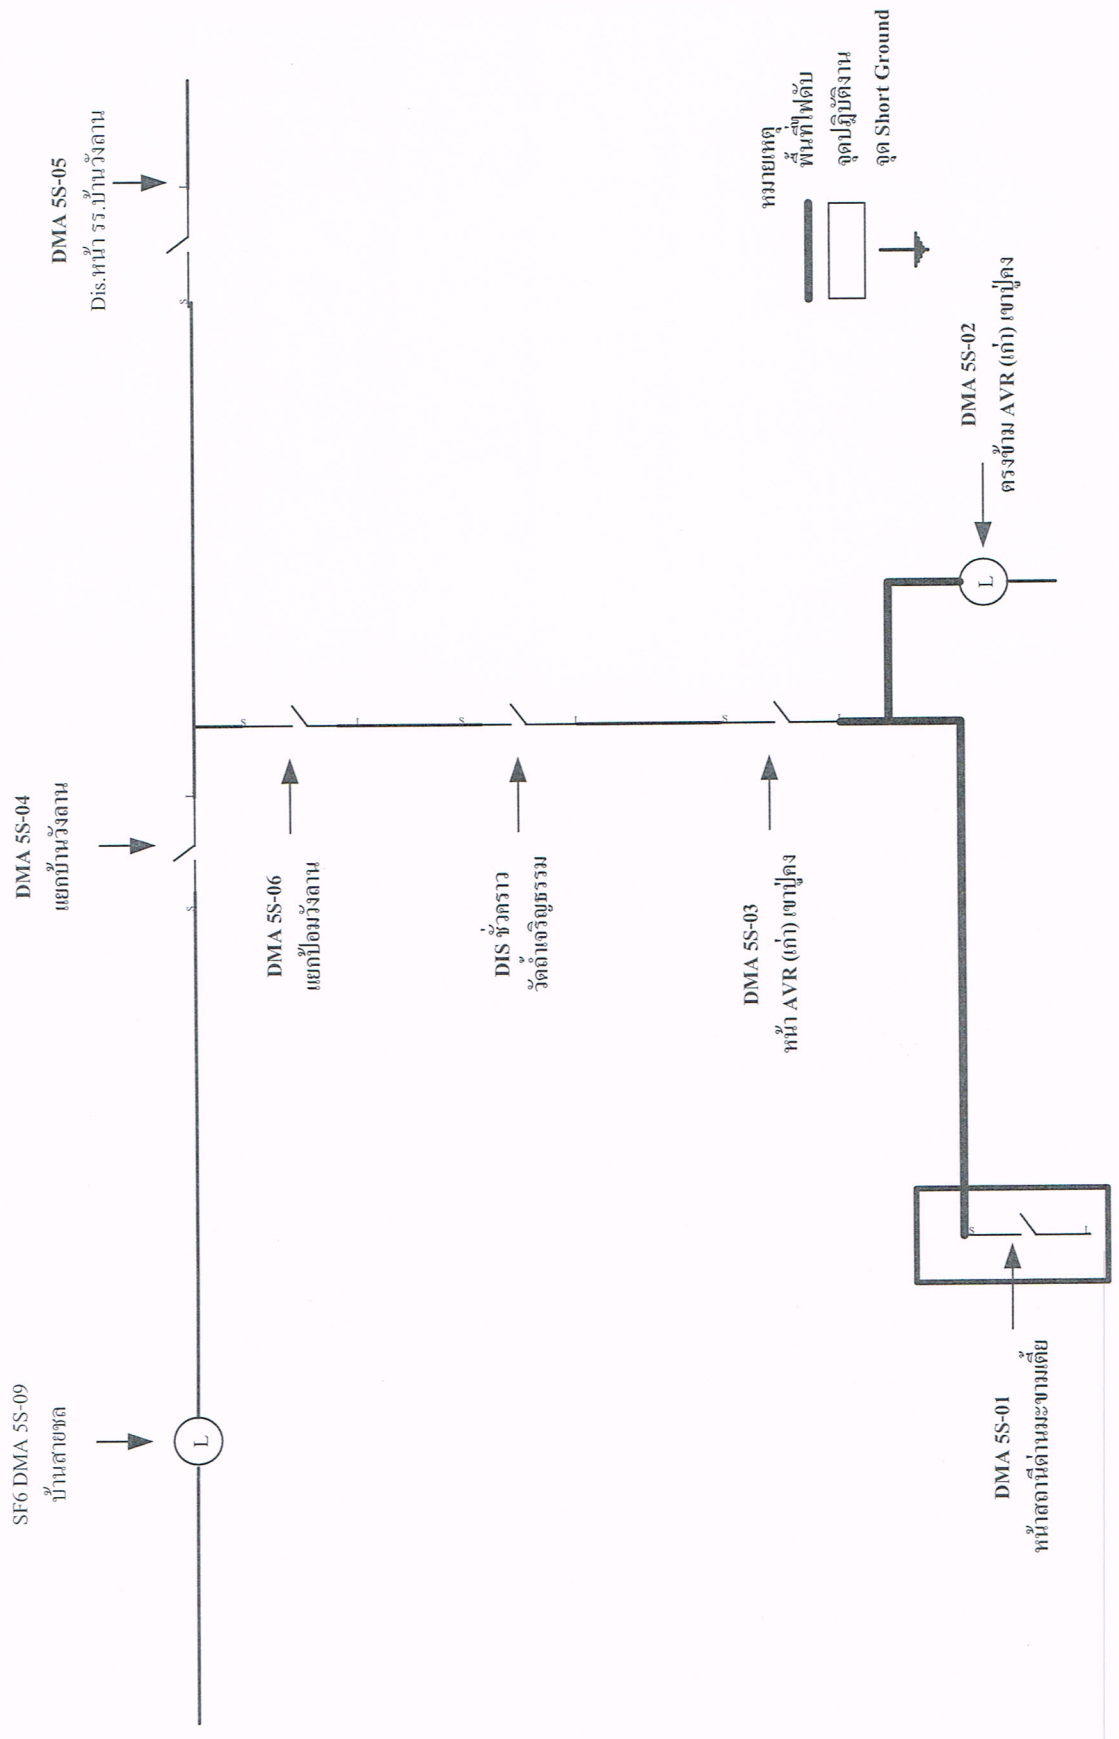 SF6 DMA 5S-09
บ้านสายชล
L
DMA 5S-04
แยกบ้านวังลาน
S
L
DMA 5S-05
Dis.หน้า รร.บ้านวังลาน
S
L
DMA 5S-06
แยกป้อมวังลาน
S
L
DIS ชั่วคราว
วัดถ้ำเจริญธรรม
S
L
DMA 5S-03
หน้า AVR (เก่า) เขาปู่คง
S
L
DMA 5S-01
หน้าสถานีด่านมะขามเตี้ย
S
L
DMA 5S-02
ตรงข้าม AVR (เก่า) เขาปู่คง
L
หมายเหตุ
พื้นที่ไฟดับ
จุดปฏิบัติงาน
จุด Short Ground